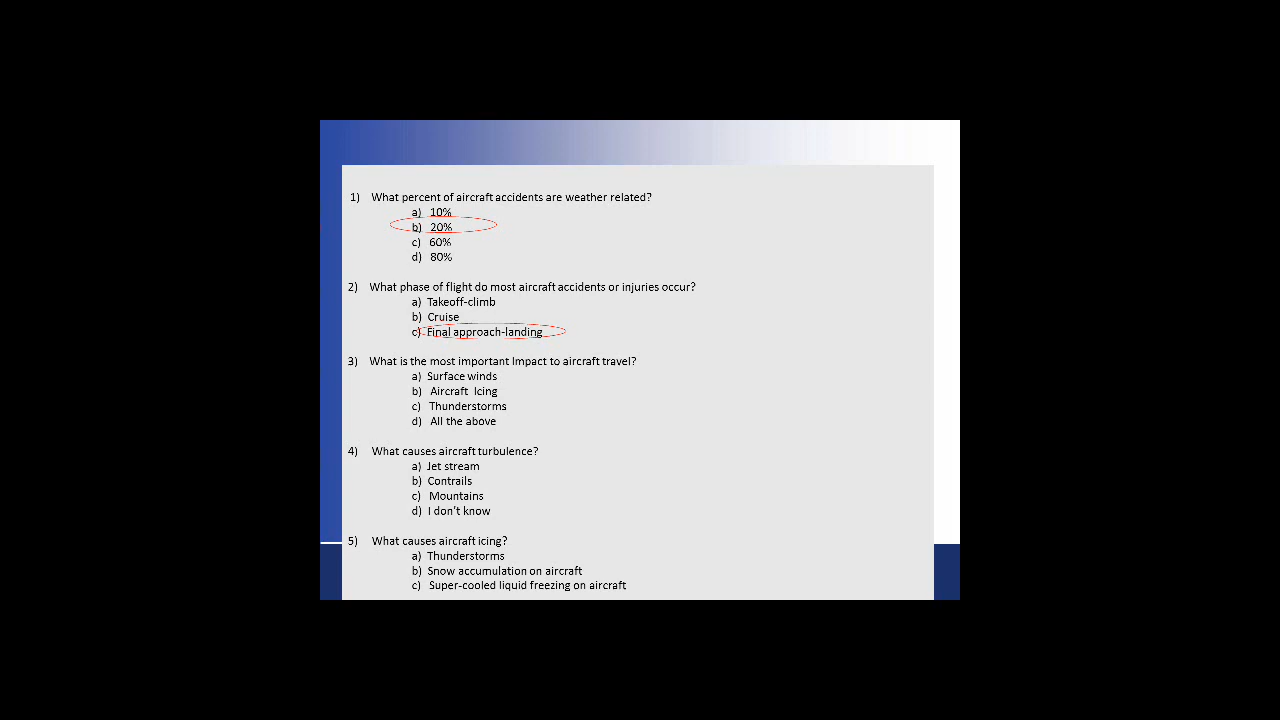 1) What percent of aircraft accidents are weather related?
a) 10%
b) 20%
c) 60%
d) 80%
2) What phase of flight do most aircraft accidents or injuries occur?
a) Takeoff-climb
b) Cruise
c) Final approach-landing
3) What is the most important Impact to aircraft travel?
a) Surface winds
b) Aircraft Icing
c) Thunderstorms
d) All the above
4) What causes aircraft turbulence?
a) Jet stream
b) Contrails
c) Mountains
d) I don't know
5) What causes aircraft icing?
a) Thunderstorms
b) Snow accumulation on aircraft
c) Super-cooled liquid freezing on aircraft